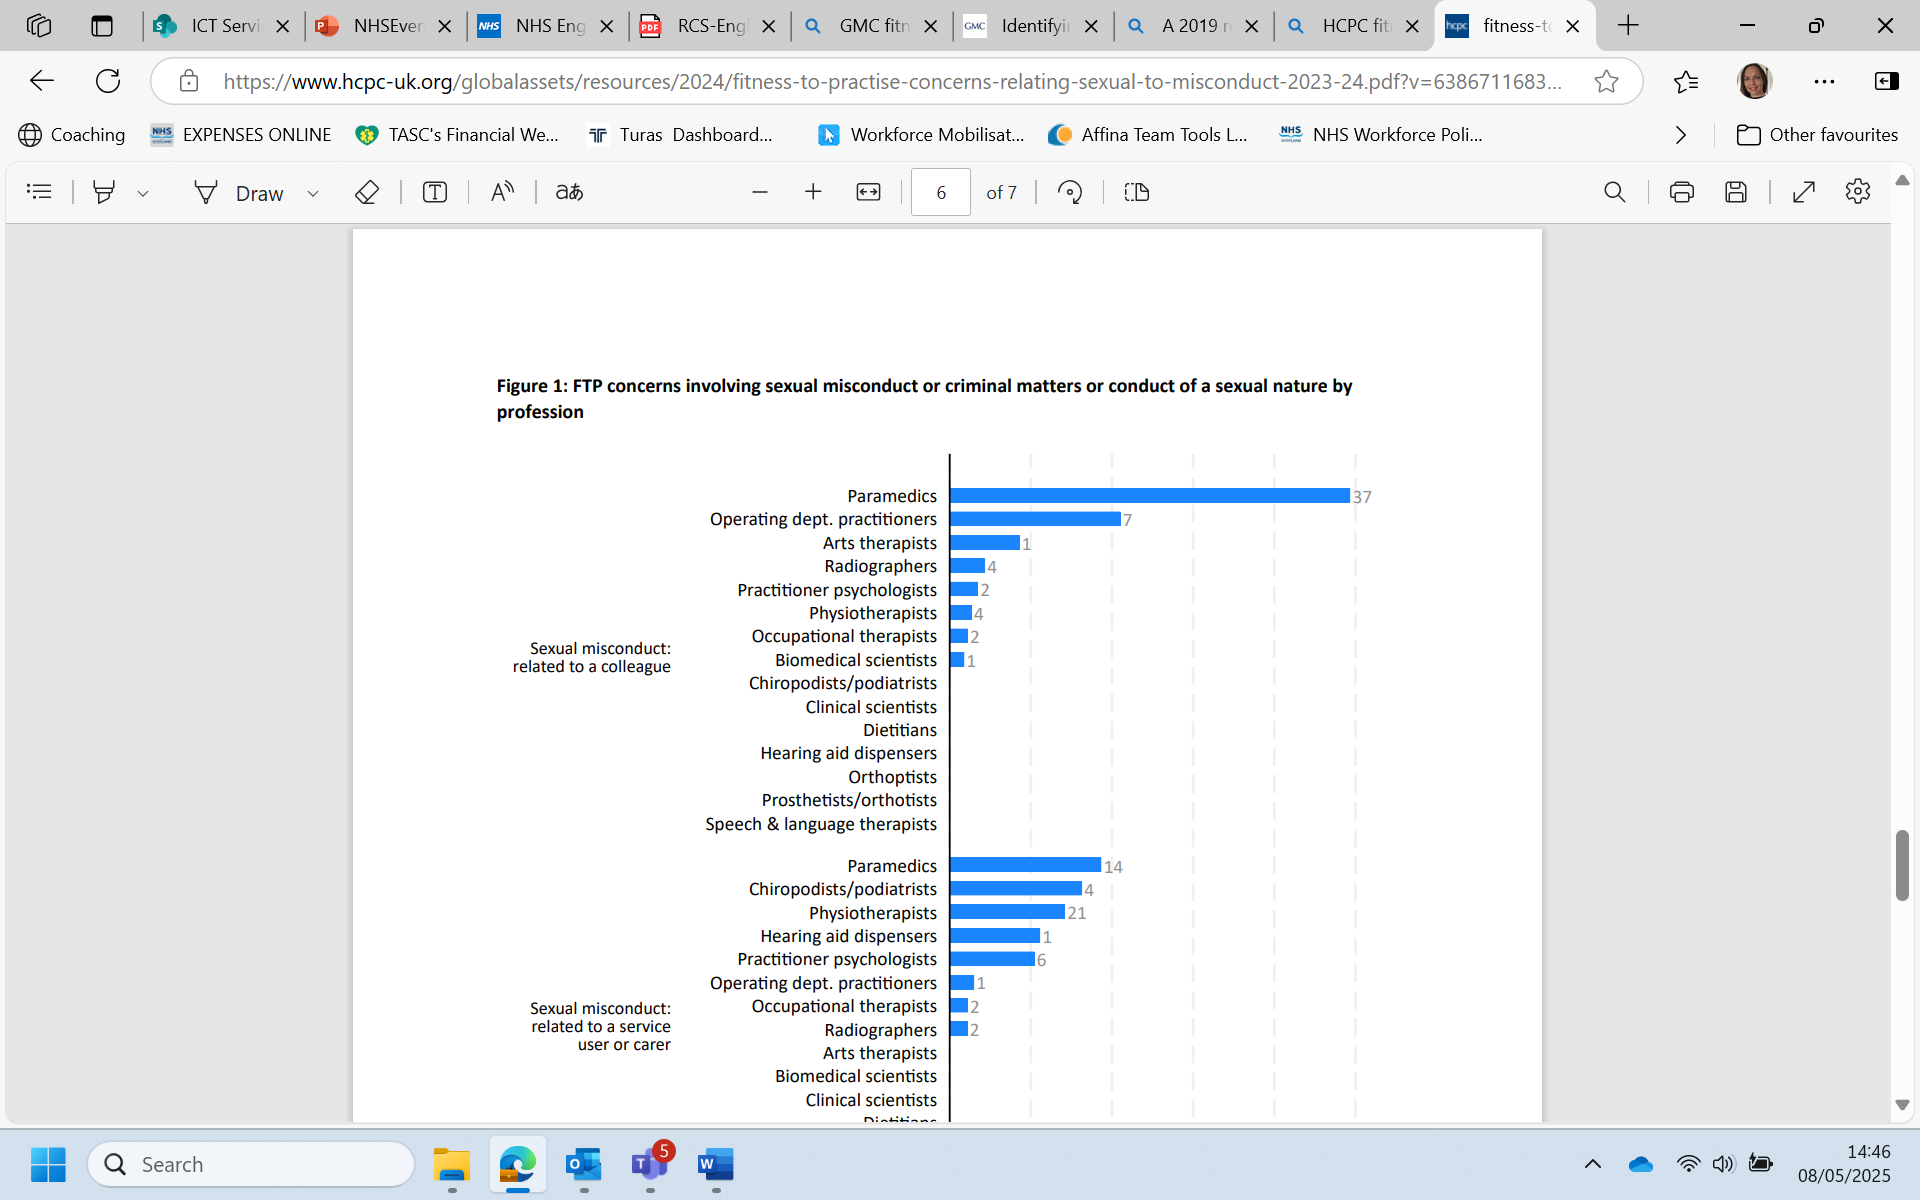 ICT Servi
NHSEven
NHS Eng
RCS-Engl
GMC fitn
Identifyin
A 2019 r
HCPC fit
fitness-to
https://www.hcpc-uk.org/globalassets/resources/2024/fitness-to-practise-concerns-relating-sexual-to-misconduct-2023-24.pdf?v=6386711683...
Coaching
EXPENSES ONLINE
TASC's Financial We...
Turas Dashboard...
Workforce Mobilisat...
Affina Team Tools L...
NHS Workforce Poli...
Other favourites
Draw
6 of 7
Figure 1: FTP concerns involving sexual misconduct or criminal matters or conduct of a sexual nature by
profession
Sexual misconduct:
related to a colleague
Paramedics 37
Operating dept. practitioners 7
Arts therapists 1
Radiographers 4
Practitioner psychologists 2
Physiotherapists 4
Occupational therapists 2
Biomedical scientists 1
Chiropodists/podiatrists
Clinical scientists
Dietitians
Hearing aid dispensers
Orthoptists
Prosthetists/orthotists
Speech & language therapists
Sexual misconduct:
related to a service
user or carer
Paramedics 14
Chiropodists/podiatrists 4
Physiotherapists 21
Hearing aid dispensers 1
Practitioner psychologists 6
Operating dept. practitioners 1
Occupational therapists 2
Radiographers 2
Arts therapists
Biomedical scientists
Clinical scientists
Dietitians
Search
5
14:46
08/05/2025